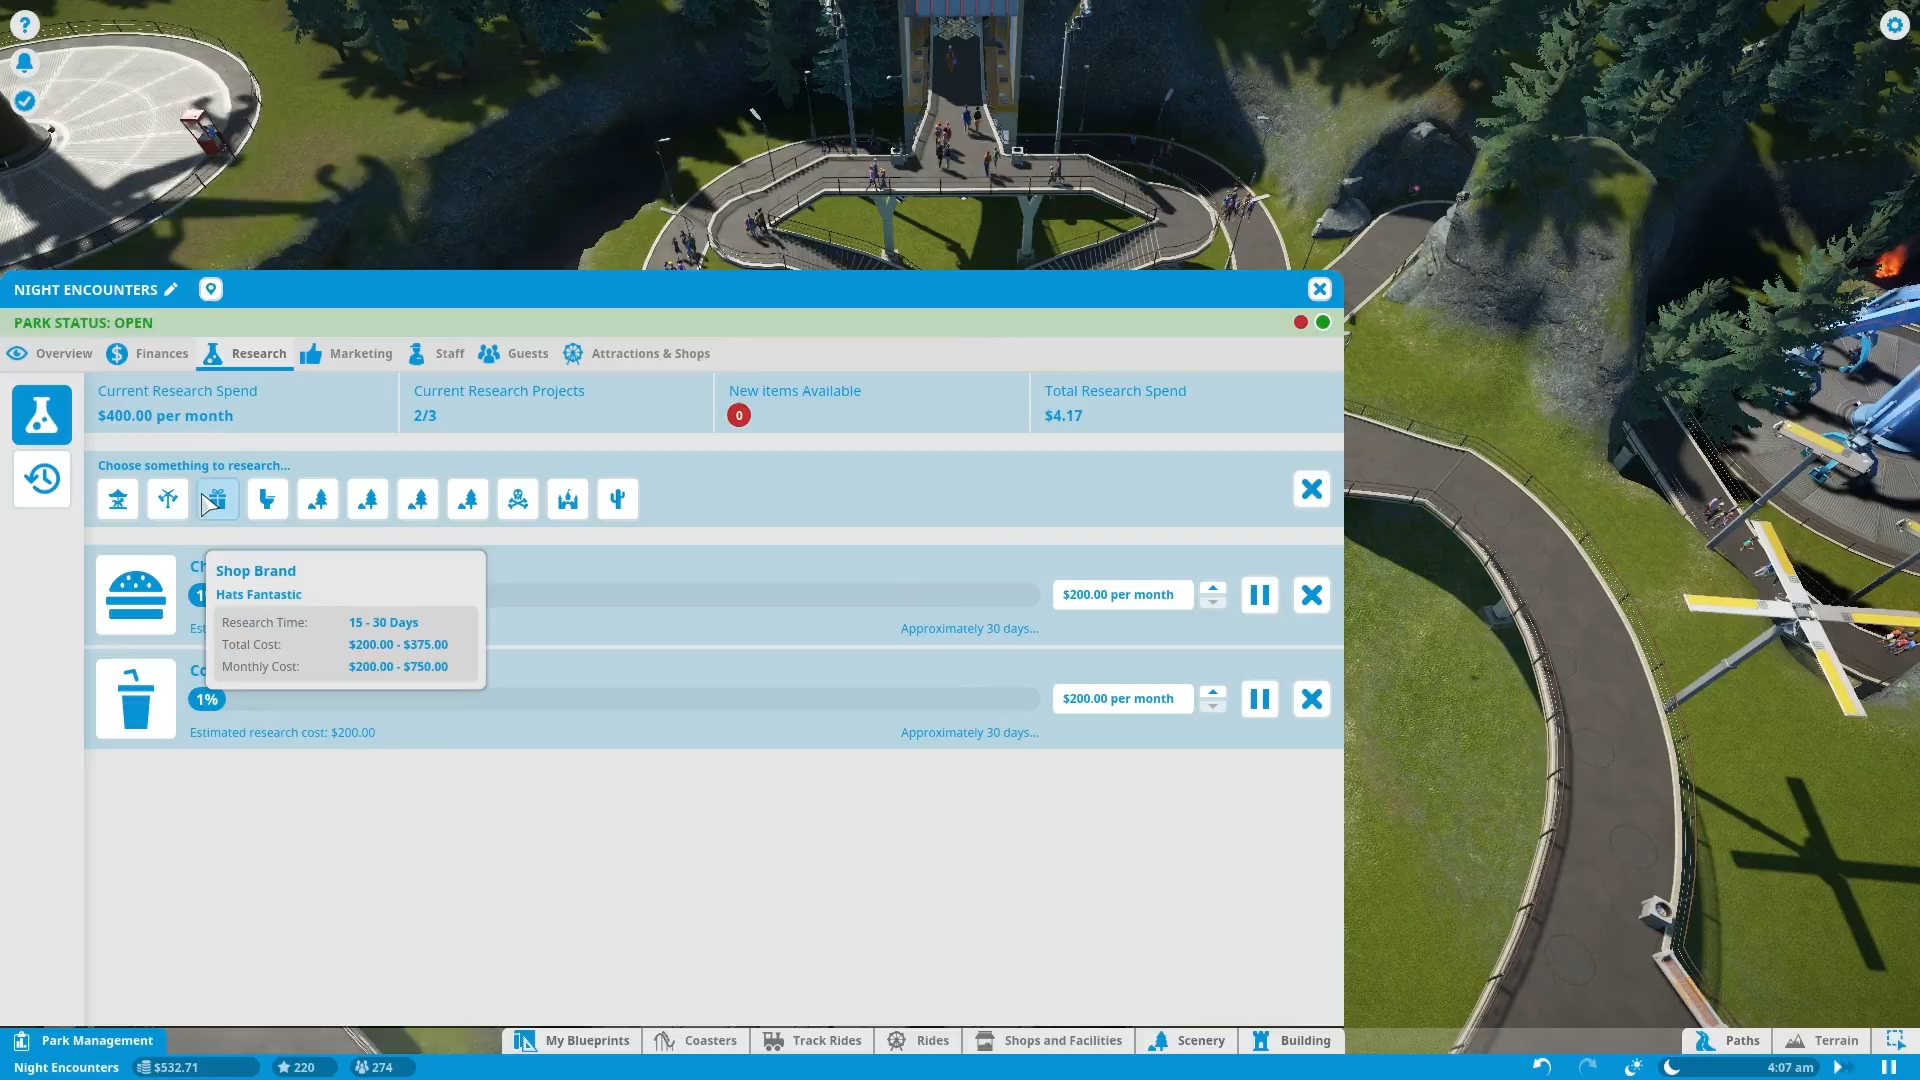 ?
NIGHT ENCOUNTERS
PARK STATUS: OPEN
Overview
Finances
Research
Marketing
Staff
Guests
Attractions & Shops
Current Research Spend
$400.00 per month
Current Research Projects
2/3
New items Available
0
Total Research Spend
$4.17
Choose something to research...
Shop Brand
Hats Fantastic
Research Time: 15 - 30 Days
Total Cost: $200.00 - $375.00
Monthly Cost: $200.00 - $750.00
$200.00 per month
Approximately 30 days...
1%
$200.00 per month
Estimated research cost: $200.00
Approximately 30 days...
Park Management
My Blueprints
Coasters
Track Rides
Rides
Shops and Facilities
Scenery
Building
Paths
Terrain
Night Encounters
$532.71
220
274
4:07 am